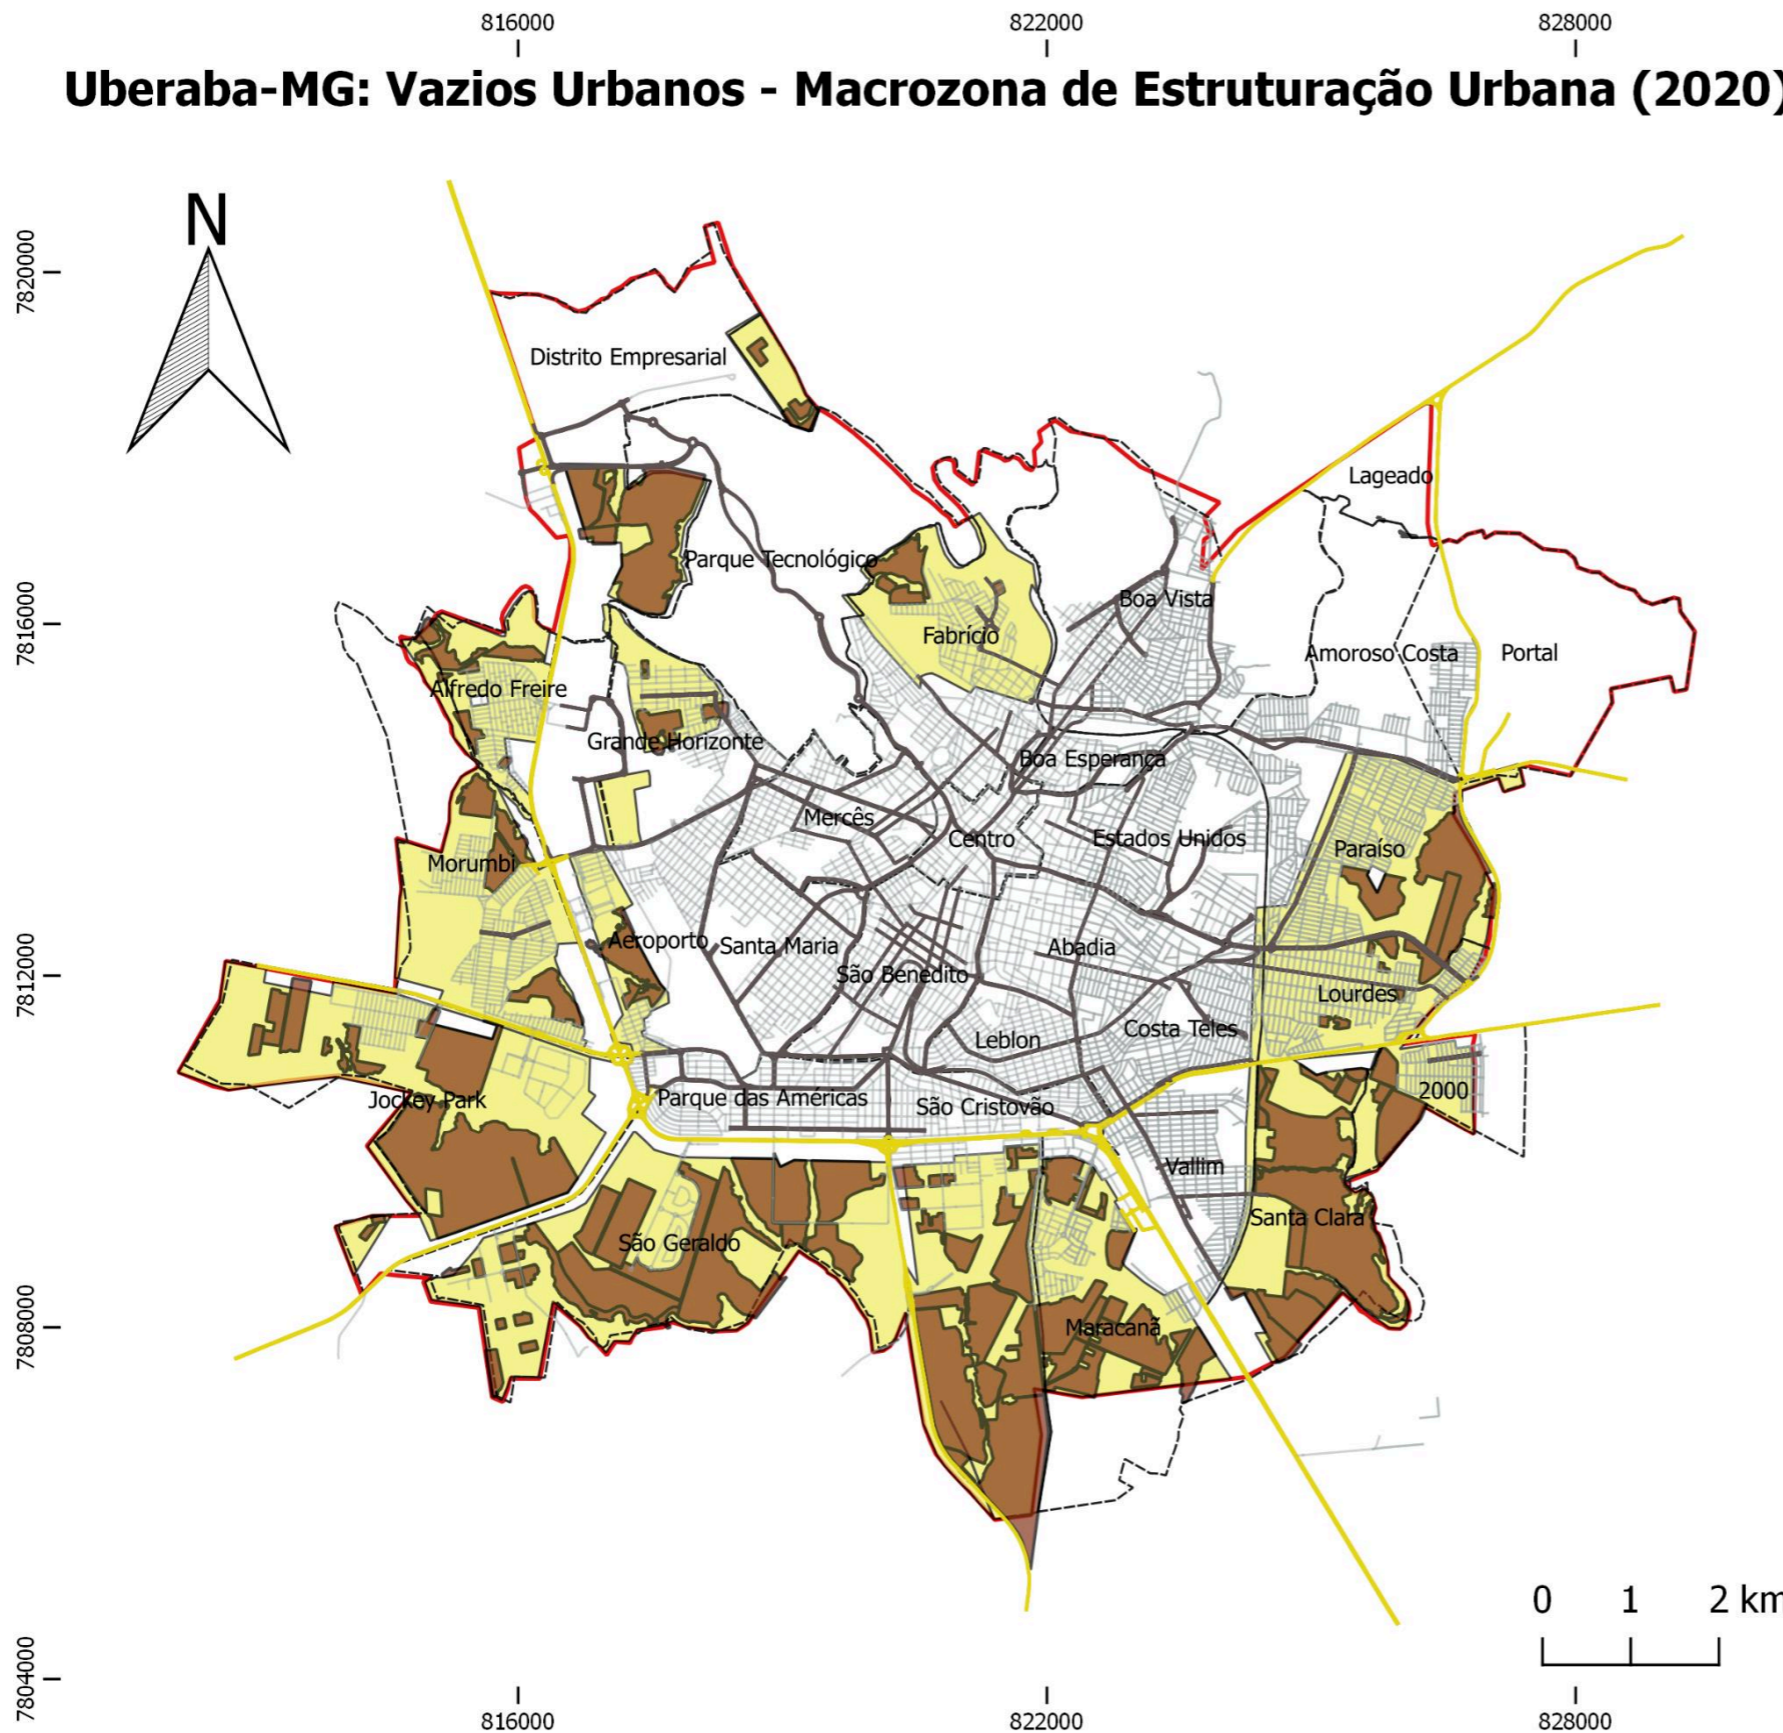 816000 822000 828000
Uberaba-MG: Vazios Urbanos - Macrozona de Estruturação Urbana (2020)
N
7820000
Distrito Empresarial
Lageado
Parque Tecnológico
Boa Vista
7816000
Fabrício
Amoroso Costa
Portal
Alfredo Freire
Grande Horizonte
Boa Esperança
Mercês
Centro
Estados Unidos
Paraíso
Morumbi
Aeroporto
Santa Maria
Abadia
7812000
São Benedito
Lourdes
Costa Teles
Leblon
2000
Jockey Park
Parque das Américas
São Cristovão
Vallim
Santa Clara
São Geraldo
7808000
Maracanã
0 1 2 km
7804000
816000 822000 828000